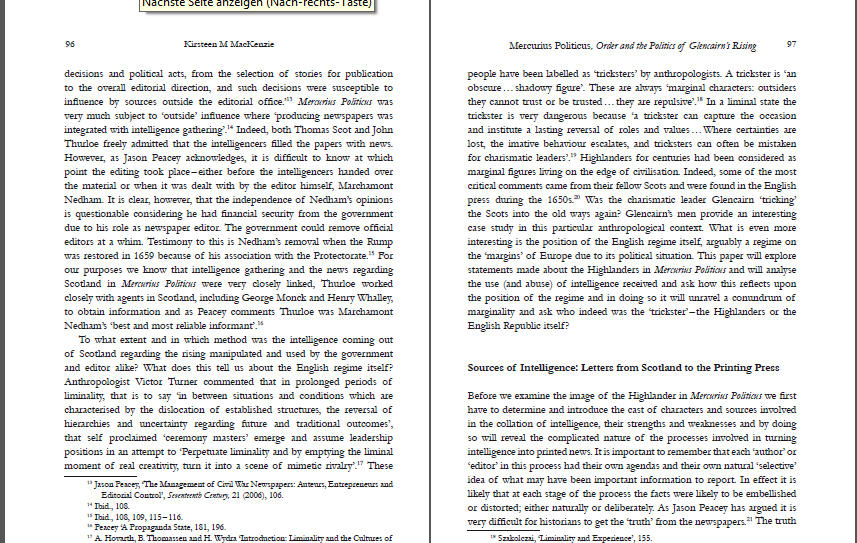 Nächste Seite anzeigen (Nach-rechts-Taste)
96 Kirsteen M MacKenzie
decisions and political acts, from the selection of stories for publication
to the overall editorial direction, and such decisions were susceptible to
influence by sources outside the editorial office.’13 Mercurius Politicus was
very much subject to ‘outside’ influence where ‘producing newspapers was
integrated with intelligence gathering’.14 Indeed, both Thomas Scot and John
Thurloe freely admitted that the intelligencers filled the papers with news.
However, as Jason Peacey acknowledges, it is difficult to know at which
point the editing took place–either before the intelligencers handed over
the material or when it was dealt with by the editor himself, Marchamont
Nedham. It is clear, however, that the independence of Nedham’s opinions
is questionable considering he had financial security from the government
due to his role as newspaper editor. The government could remove official
editors at a whim. Testimony to this is Nedham’s removal when the Rump
was restored in 1659 because of his association with the Protectorate.15 For
our purposes we know that intelligence gathering and the news regarding
Scotland in Mercurius Politicus were very closely linked, Thurloe worked
closely with agents in Scotland, including George Monck and Henry Whalley,
to obtain information and as Peacey comments Thurloe was Marchamont
Nedham’s ‘best and most reliable informant’.16
To what extent and in which method was the intelligence coming out
of Scotland regarding the rising manipulated and used by the government
and editor alike? What does this tell us about the English regime itself?
Anthropologist Victor Turner commented that in prolonged periods of
liminality, that is to say ‘in between situations and conditions which are
characterised by the dislocation of established structures, the reversal of
hierarchies and uncertainty regarding future and traditional outcomes’,
that self proclaimed ‘ceremony masters’ emerge and assume leadership
positions in an attempt to ‘Perpetuate liminality and by emptying the liminal
moment of real creativity, turn it into a scene of mimetic rivalry’.17 These
13 Jason Peacey, ‘The Management of Civil War Newspapers: Auteurs, Entrepreneurs and
Editorial Control’, Seventeenth Century, 21 (2006), 106.
14 Ibid., 108.
15 Ibid., 108, 109, 115–116.
16 Peacey ‘A Propaganda State, 181, 196.
17 A. Howarth, B. Thomassen and H. Wydra ‘Introduction: Liminality and the Cultures of
Mercurius Politicus, Order and the Politics of Glencairn’s Rising 97
people have been labelled as ‘tricksters’ by anthropologists. A trickster is ‘an
obscure … shadowy figure’. These are always ‘marginal characters: outsiders
they cannot trust or be trusted … they are repulsive’.18 In a liminal state the
trickster is very dangerous because ‘a trickster can capture the occasion
and institute a lasting reversal of roles and values … Where certainties are
lost, the imative behaviour escalates, and tricksters can often be mistaken
for charismatic leaders’.19 Highlanders for centuries had been considered as
marginal figures living on the edge of civilisation. Indeed, some of the most
critical comments came from their fellow Scots and were found in the English
press during the 1650s.20 Was the charismatic leader Glencairn ‘tricking’
the Scots into the old ways again? Glencairn’s men provide an interesting
case study in this particular anthropological context. What is even more
interesting is the position of the English regime itself, arguably a regime on
the ‘margins’ of Europe due to its political situation. This paper will explore
statements made about the Highlanders in Mercurius Politicus and will analyse
the use (and abuse) of intelligence received and ask how this reflects upon
the position of the regime and in doing so it will unravel a conundrum of
marginality and ask who indeed was the ‘trickster’–the Highlanders or the
English Republic itself?
Sources of Intelligence: Letters from Scotland to the Printing Press
Before we examine the image of the Highlander in Mercurius Politicus we first
have to determine and introduce the cast of characters and sources involved
in the collation of intelligence, their strengths and weaknesses and by doing
so will reveal the complicated nature of the processes involved in turning
intelligence into printed news. It is important to remember that each ‘author’ or
‘editor’ in this process had their own agendas and their own natural ‘selective’
idea of what may have been important information to report. In effect it is
likely that at each stage of the process the facts were likely to be embellished
or distorted; either naturally or deliberately. As Jason Peacey has argued it is
very difficult for historians to get the ‘truth’ from the newspapers.21 The truth
18 Szakolczai, ‘Liminality and Experience’, 155.